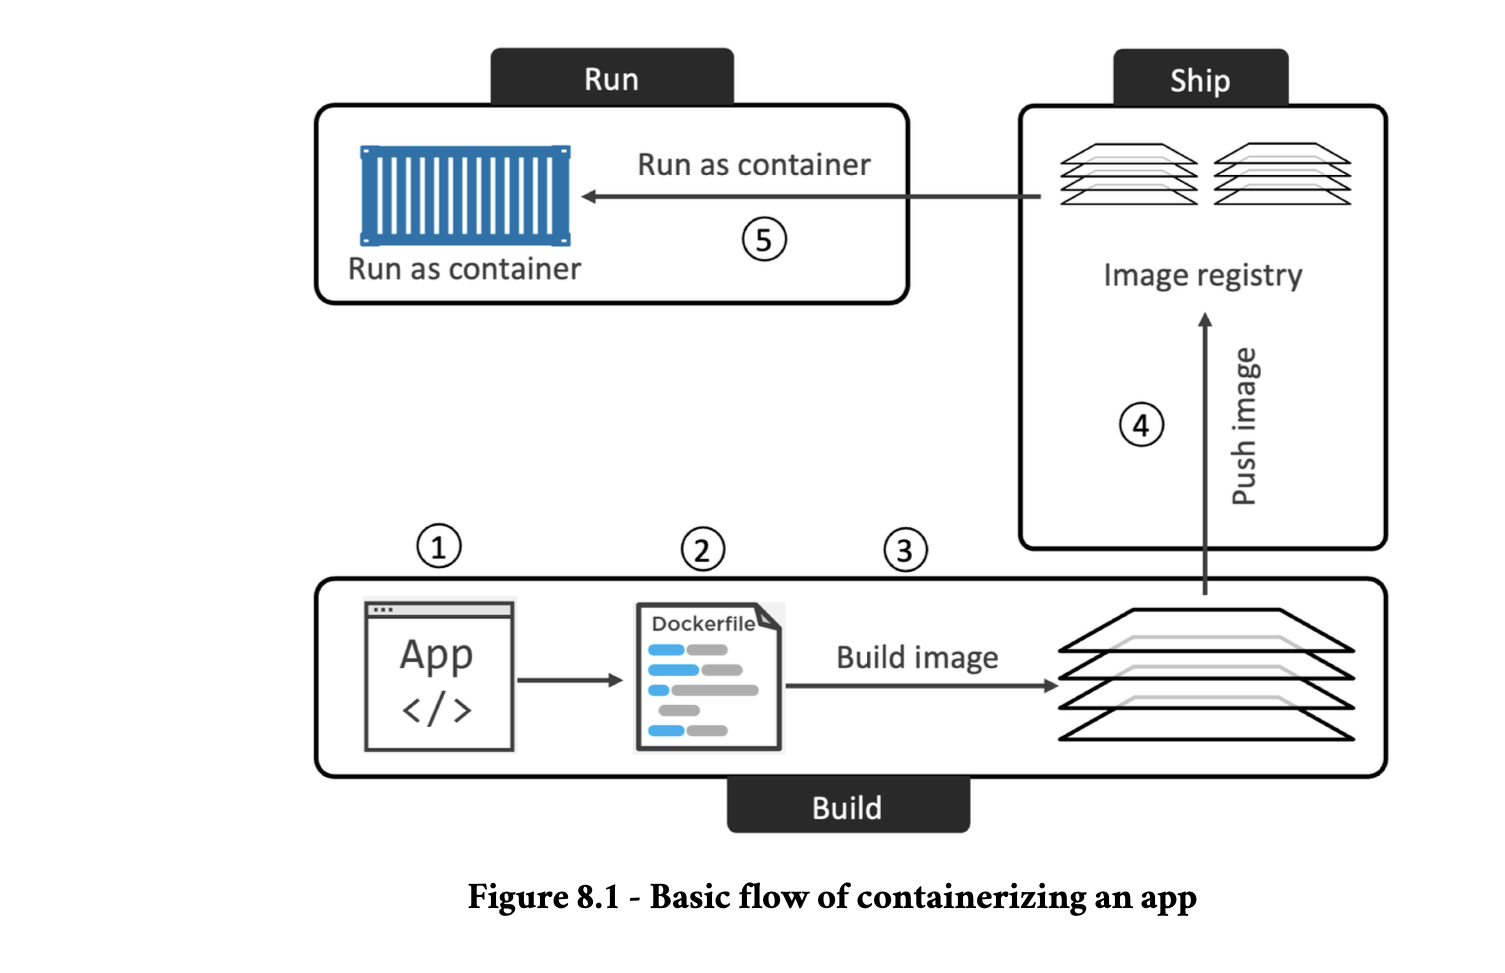 Run
Ship
Run as container
⑤
Run as container
Image registry
④
Push image
①
②
③
App
</>
Dockerfile
Build image
Build
Figure 8.1 - Basic flow of containerizing an app